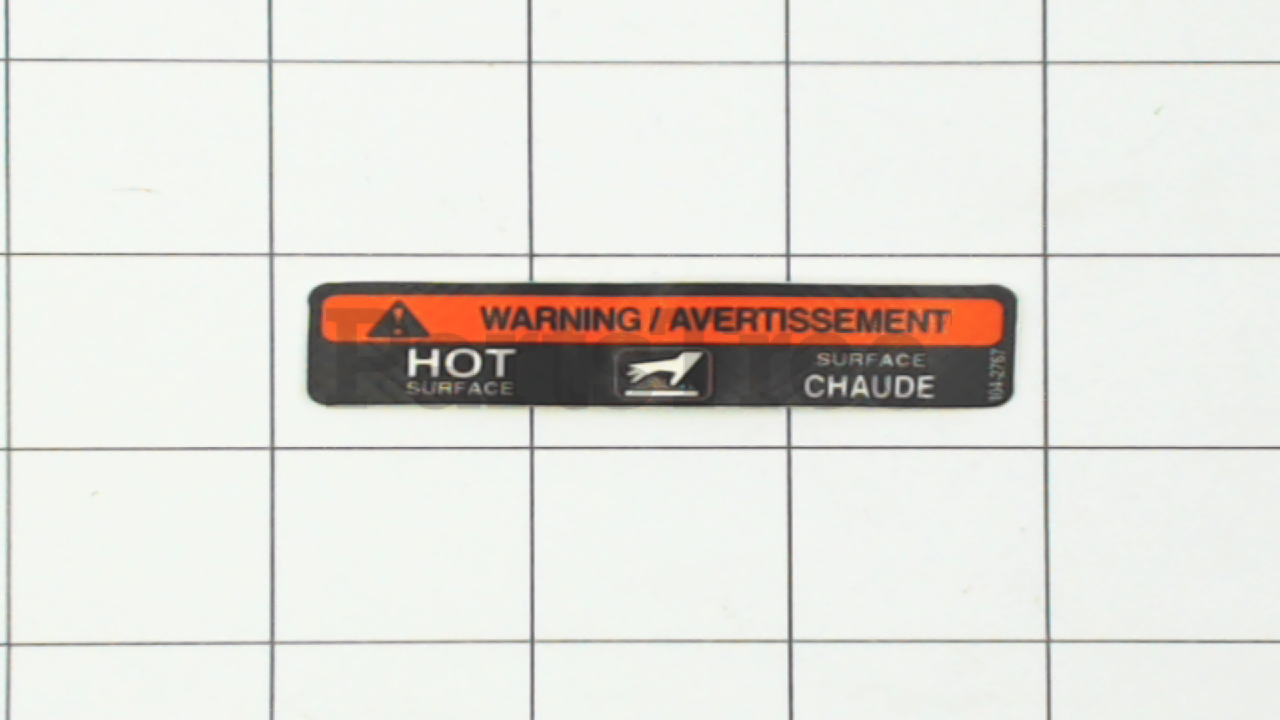 WARNING / AVERTISSEMENT
HOT
SURFACE
SURFACE
CHAUDE
104-2767